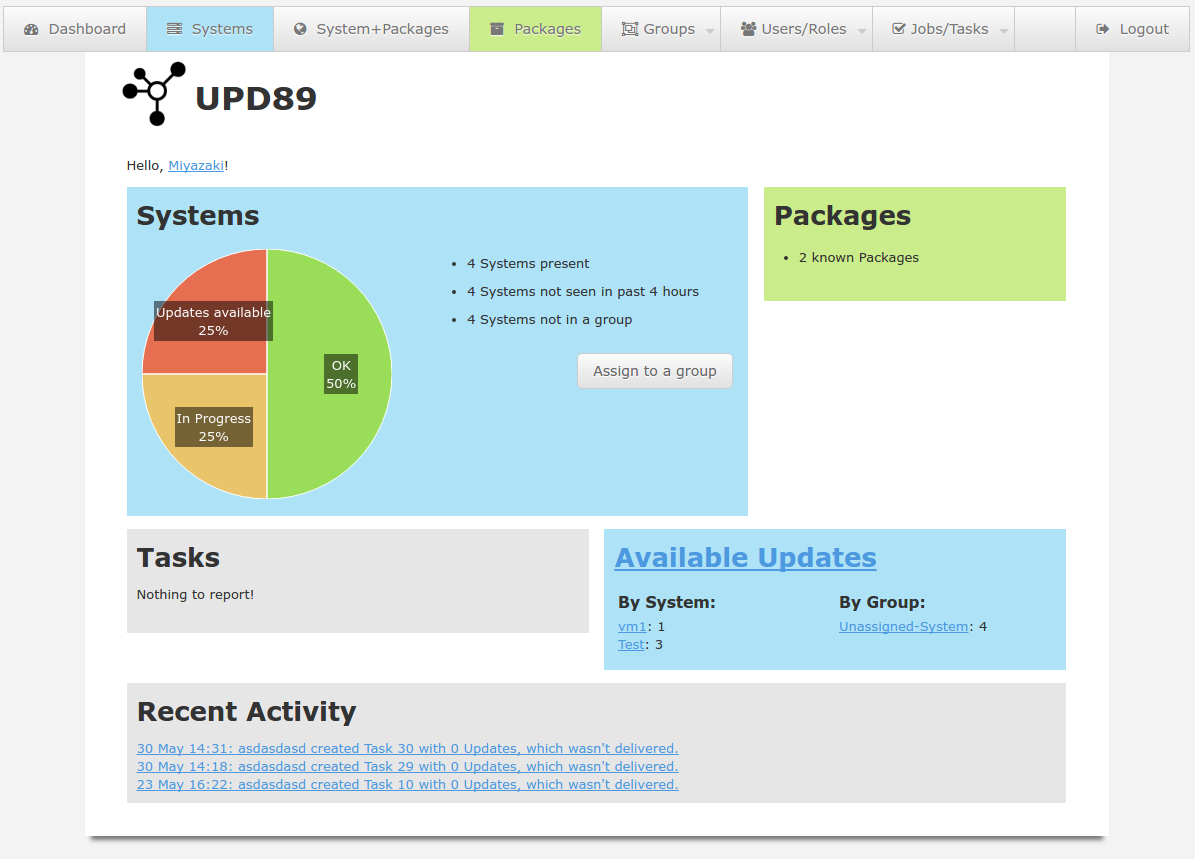 Dashboard
Systems
System+Packages
Packages
Groups
Users/Roles
Jobs/Tasks
Logout
UPD89
Hello, Miyazaki!
Systems
Updates available
25%
OK
50%
In Progress
25%
• 4 Systems present
• 4 Systems not seen in past 4 hours
• 4 Systems not in a group
Assign to a group
Packages
• 2 known Packages
Tasks
Nothing to report!
Available Updates
By System:
vm1: 1
Test: 3
By Group:
Unassigned-System: 4
Recent Activity
30 May 14:31: asdasdasd created Task 30 with 0 Updates, which wasn't delivered.
30 May 14:18: asdasdasd created Task 29 with 0 Updates, which wasn't delivered.
23 May 16:22: asdasdasd created Task 10 with 0 Updates, which wasn't delivered.